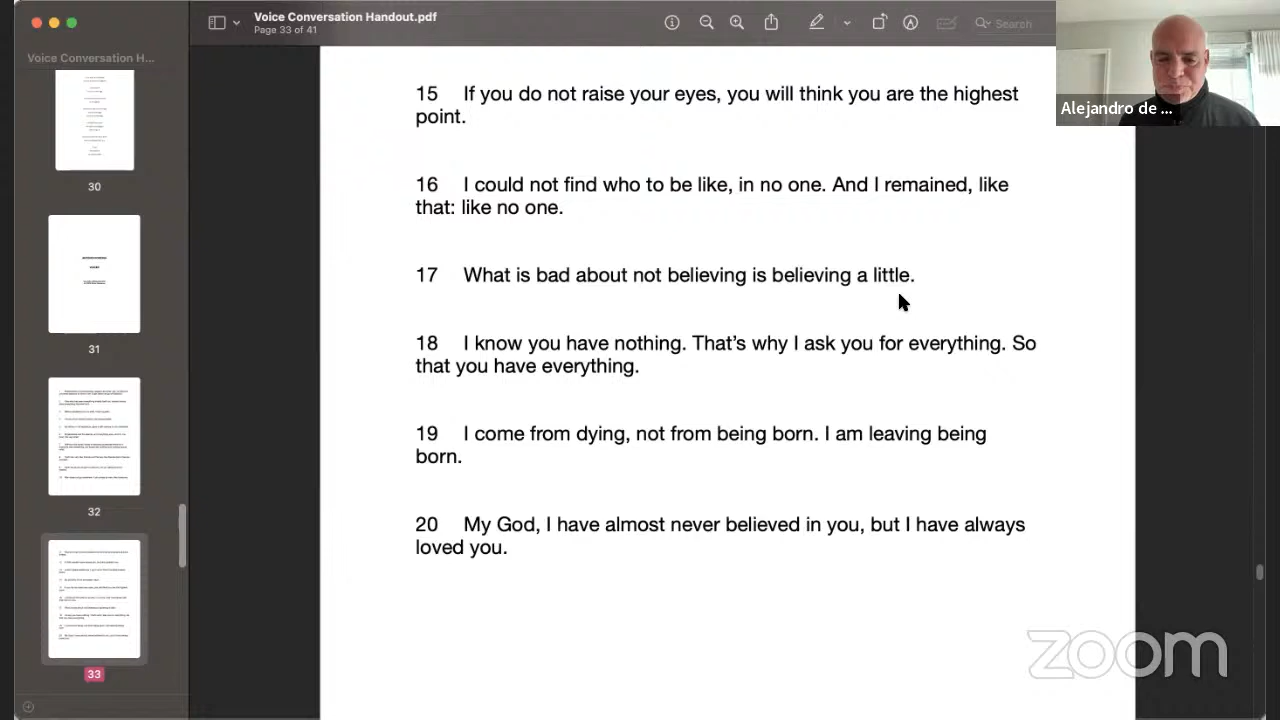 Voice Conversation Handout.pdf
Page 33 of 41
Search
Voice Conversation H...
30
31
32
33
15 If you do not raise your eyes, you will think you are the highest
point.
16 I could not find who to be like, in no one. And I remained, like
that: like no one.
17 What is bad about not believing is believing a little.
18 I know you have nothing. That's why I ask you for everything. So
that you have everything.
19 I come from dying, not from being born. I am leaving being
born.
20 My God, I have almost never believed in you, but I have always
loved you.
Alejandro de ...
zoom